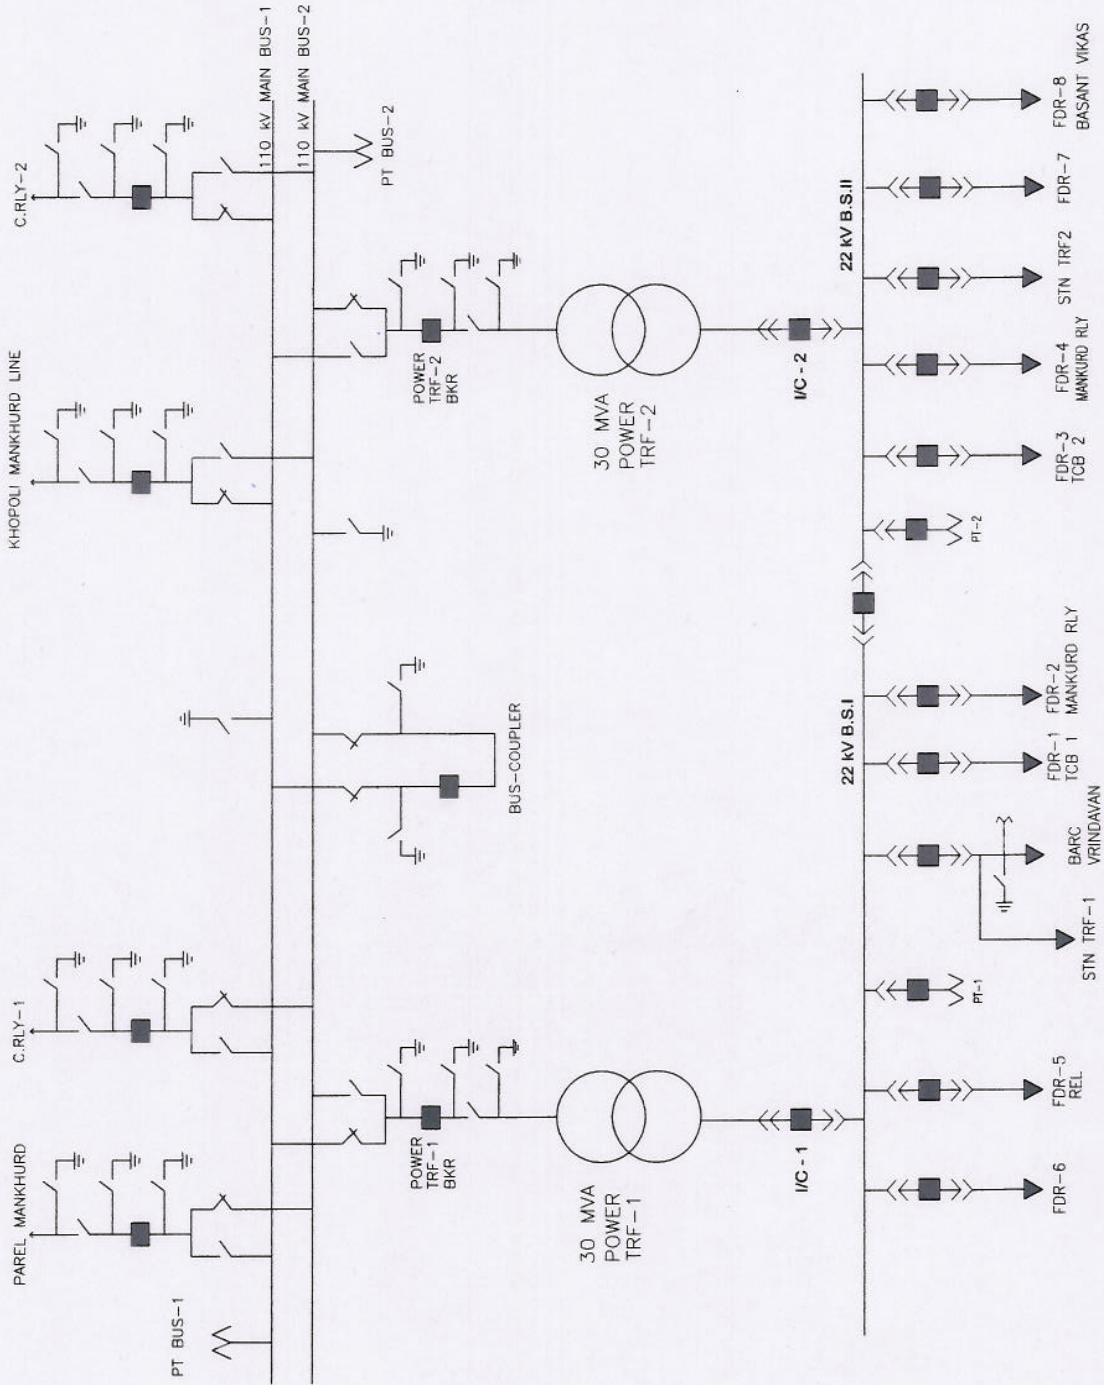 PAREL MANKHURD
C.RLY-1
KHOPOLI MANKHURD LINE
C.RLY-2
PT BUS-1
110 kV MAIN BUS-1
110 kV MAIN BUS-2
PT BUS-2
POWER
TRF-1
BKR
BUS-COUPLER
POWER
TRF-2
BKR
30 MVA
POWER
TRF-1
30 MVA
POWER
TRF-2
I/C - 1
I/C - 2
22 kV B.S.I
22 kV B.S.II
PT-1
PT-2
FDR-6
FDR-5
REL
STN TRF-1
BARC
VRINDAVAN
FDR-1
TCB 1
FDR-2
MANKURD RLY
FDR-3
TCB 2
FDR-4
MANKURD RLY
STN TRF2
FDR-7
FDR-8
BASANT VIKAS